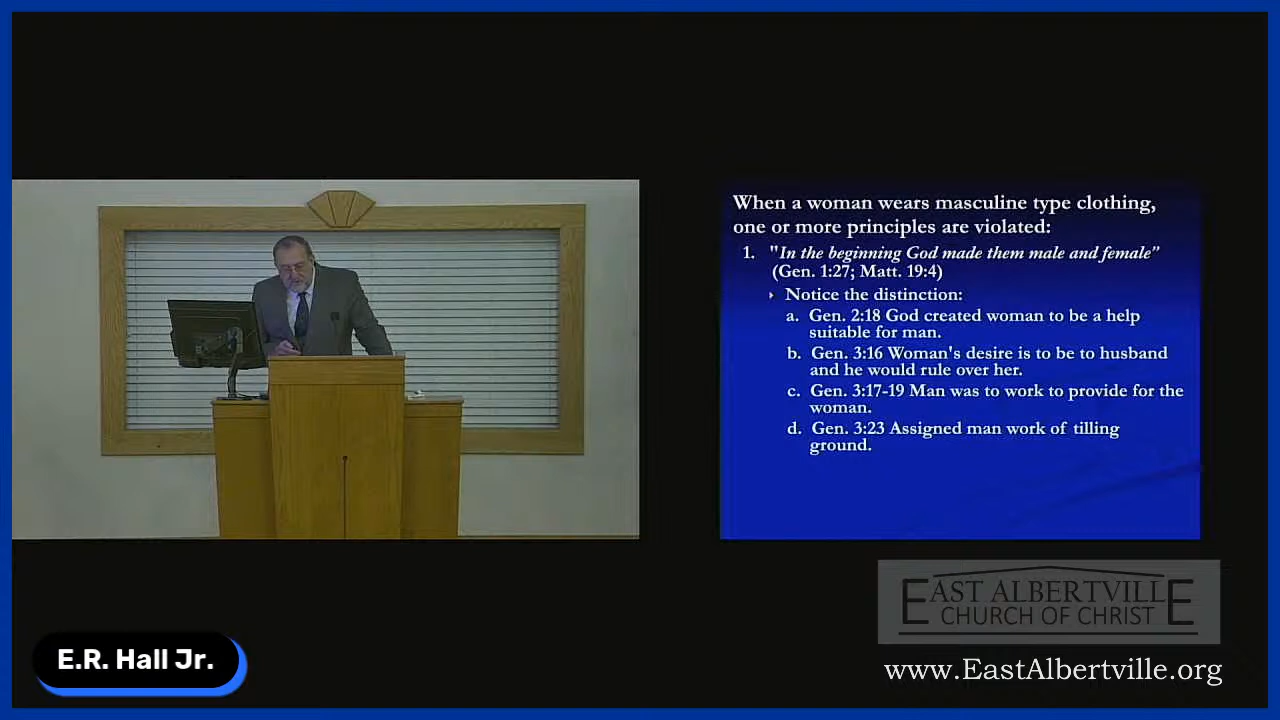 When a woman wears masculine type clothing,
one or more principles are violated:
1. "In the beginning God made them male and female”
(Gen. 1:27; Matt. 19:4)
Notice the distinction:
a. Gen. 2:18 God created woman to be a help
suitable for man.
b. Gen. 3:16 Woman's desire is to be to husband
and he would rule over her.
c. Gen. 3:17-19 Man was to work to provide for the
woman.
d. Gen. 3:23 Assigned man work of tilling
ground.
EAST ALBERTVILLE
CHURCH OF CHRIST
www.EastAlbertville.org
E.R. Hall Jr.